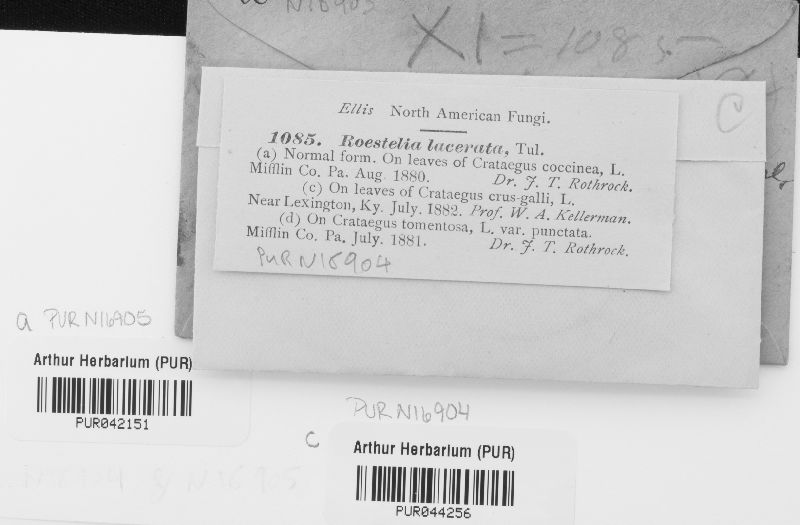 N16905
XI = 1085
C
Ellis North American Fungi.
1085. Roestelia lacerata, Tul.
(a) Normal form. On leaves of Crataegus coccinea, L.
Mifflin Co. Pa. Aug. 1880. Dr. J. T. Rothrock.
(c) On leaves of Crataegus crus-galli, L.
Near Lexington, Ky. July. 1882. Prof. W. A. Kellerman.
(d) On Crataegus tomentosa, L. var. punctata.
Mifflin Co. Pa. July. 1881. Dr. J. T. Rothrock.
PUR N16904
a PUR N16905
Arthur Herbarium (PUR)
PUR042151
PUR N16904
c
Arthur Herbarium (PUR)
PUR044256
N16904 & N16905